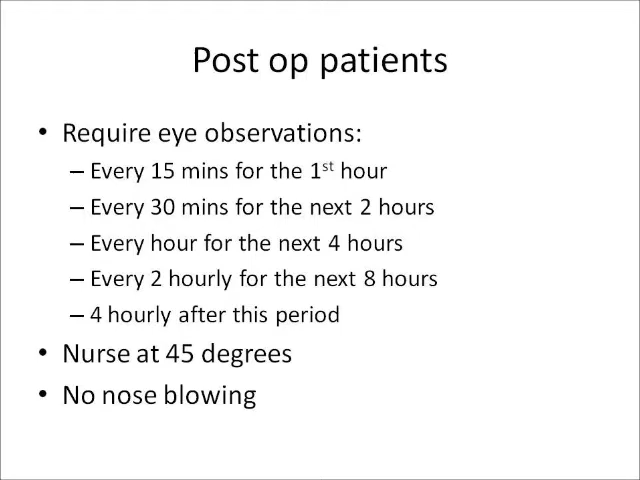 Post op patients
• Require eye observations:
– Every 15 mins for the 1st hour
– Every 30 mins for the next 2 hours
– Every hour for the next 4 hours
– Every 2 hourly for the next 8 hours
– 4 hourly after this period
• Nurse at 45 degrees
• No nose blowing